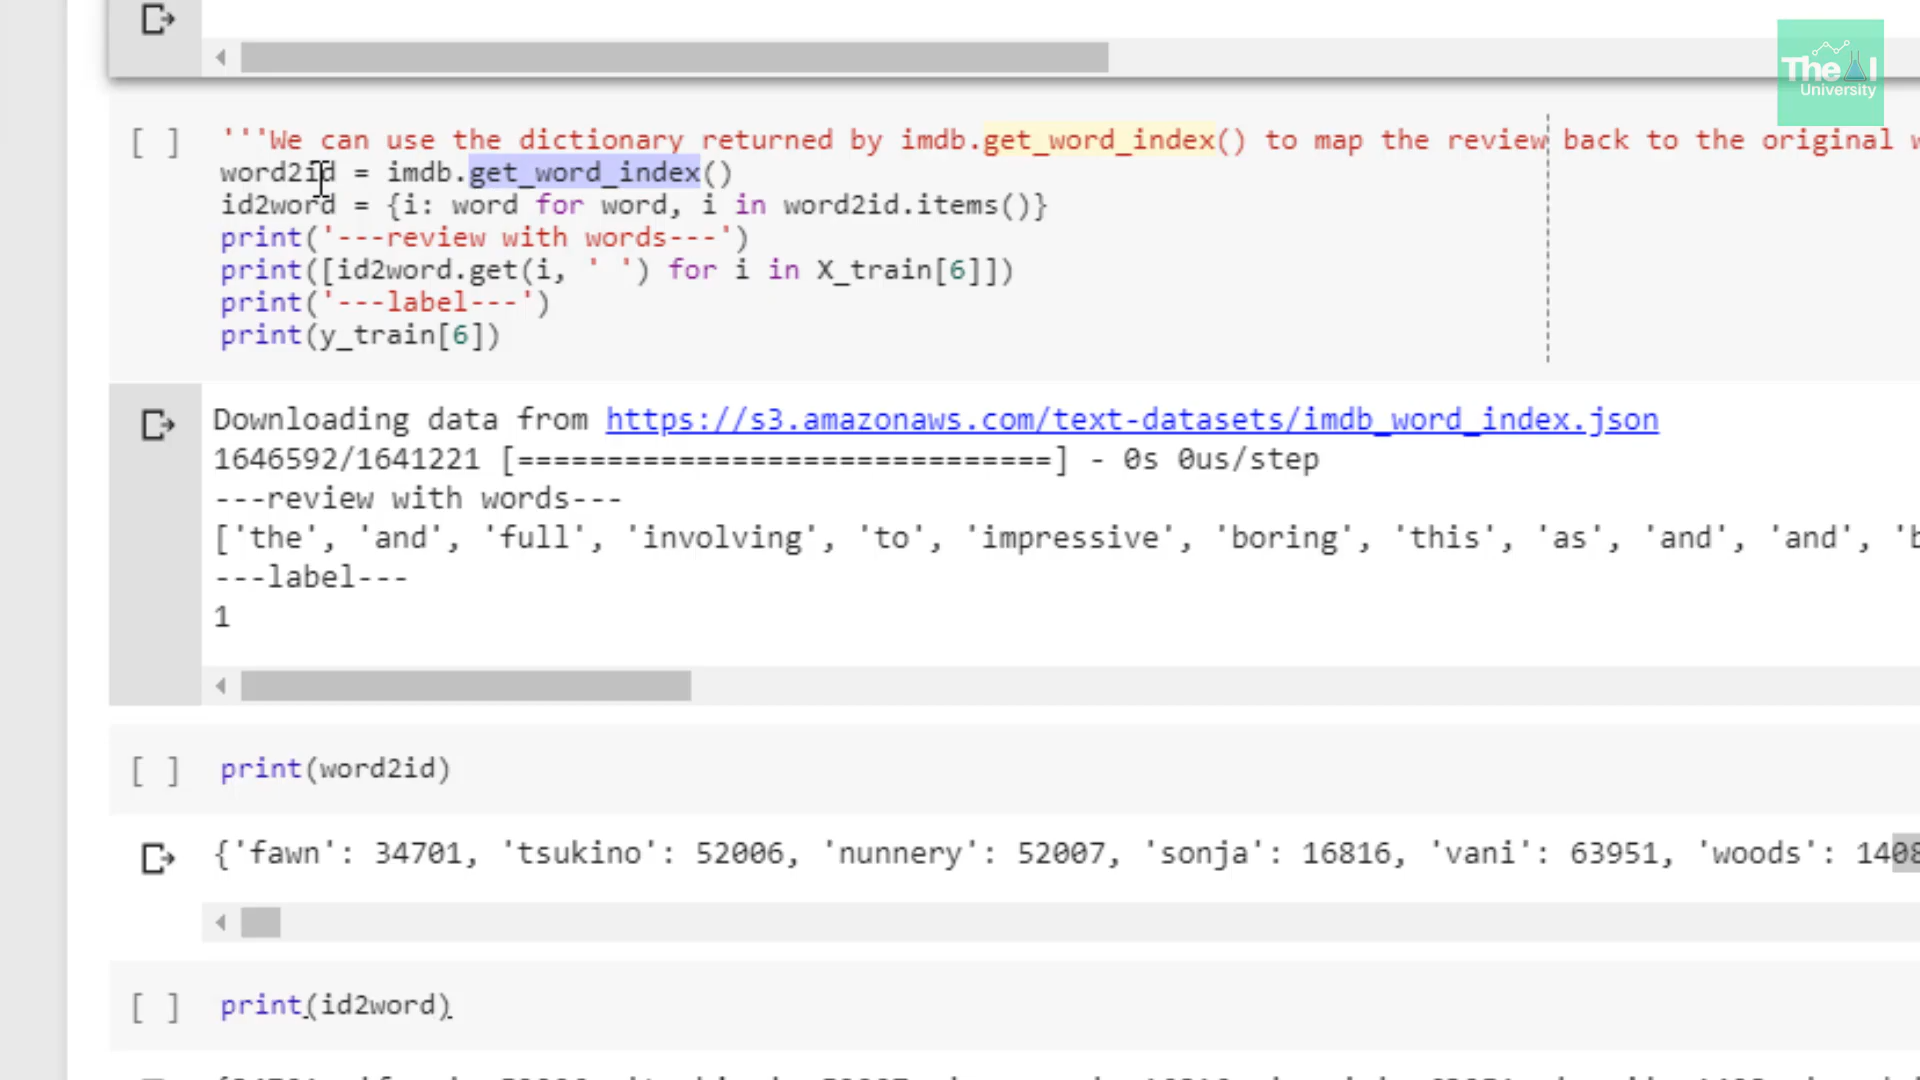 The AI
University
[ ] '''We can use the dictionary returned by imdb.get_word_index() to map the review back to the original
word2id = imdb.get_word_index()
id2word = {i: word for word, i in word2id.items()}
print('---review with words---')
print([id2word.get(i, ' ') for i in X_train[6]])
print('---label---')
print(y_train[6])
Downloading data from https://s3.amazonaws.com/text-datasets/imdb_word_index.json
1646592/1641221 [==============================] - 0s 0us/step
---review with words---
['the', 'and', 'full', 'involving', 'to', 'impressive', 'boring', 'this', 'as', 'and', 'and',
---label---
1
[ ] print(word2id)
{'fawn': 34701, 'tsukino': 52006, 'nunnery': 52007, 'sonja': 16816, 'vani': 63951, 'woods': 1408
[ ] print(id2word)